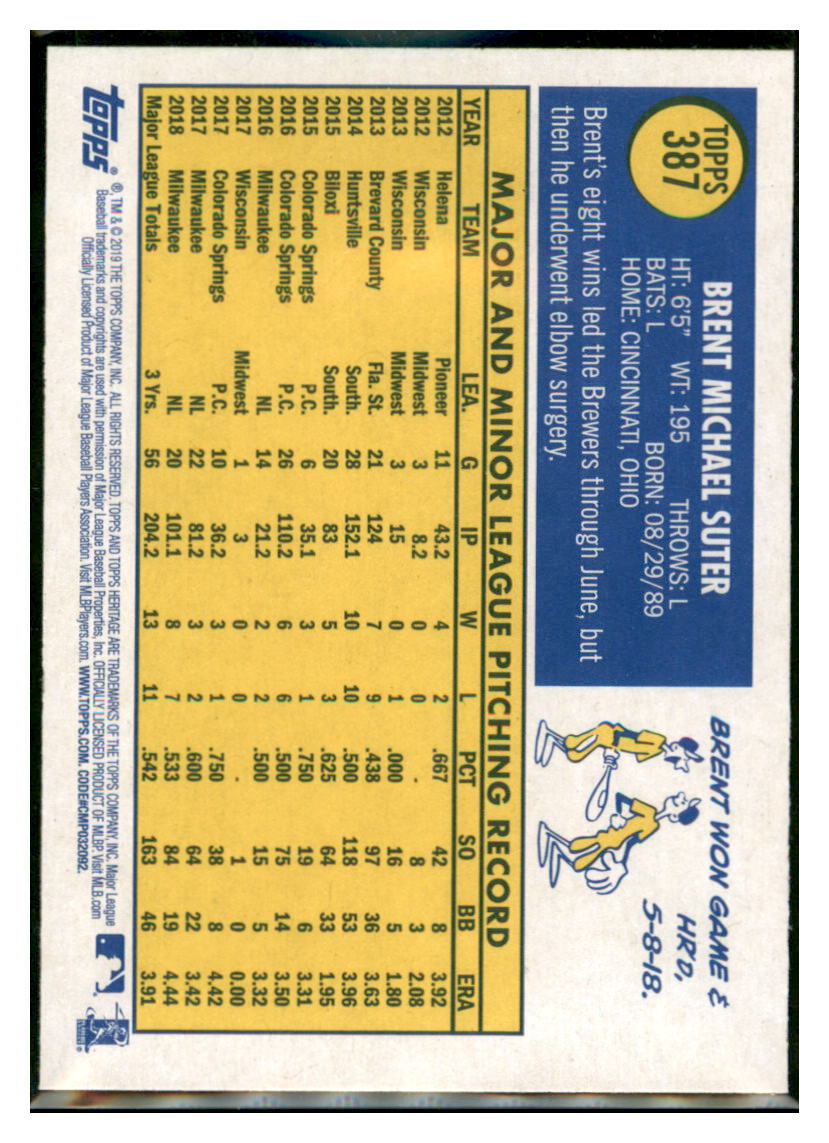 TOPPS
387
BRENT MICHAEL SUTER
HT: 6'5" WT: 195 THROWS: L
BATS: L BORN: 08/29/89
HOME: CINCINNATI, OHIO
Brent's eight wins led the Brewers through June, but
then he underwent elbow surgery.
BRENT WON GAME &
HR'D,
5-8-18.
MAJOR AND MINOR LEAGUE PITCHING RECORD
YEAR TEAM LEA. G IP W L PCT SO BB ERA
2012 Helena Pioneer 11 43.2 4 2 .667 42 8 3.92
2012 Wisconsin Midwest 3 8.2 0 0 - 8 3 2.08
2013 Wisconsin Midwest 3 15 0 1 .000 16 5 1.80
2013 Brevard County Fla. St. 21 124 7 9 .438 97 36 3.63
2014 Huntsville South. 28 152.1 10 10 .500 118 53 3.96
2015 Biloxi South. 20 83 5 3 .625 64 33 1.95
2015 Colorado Springs P.C. 6 35.1 3 1 .750 19 6 3.31
2016 Colorado Springs P.C. 26 110.2 6 6 .500 75 14 3.50
2016 Milwaukee NL 14 21.2 2 2 .500 15 5 3.32
2017 Wisconsin Midwest 1 3 0 0 - 1 0 0.00
2017 Colorado Springs P.C. 10 36.2 3 1 .750 38 8 4.42
2017 Milwaukee NL 22 81.2 3 2 .600 64 22 3.42
2018 Milwaukee NL 20 101.1 8 7 .533 84 19 4.44
Major League Totals 3 Yrs. 56 204.2 13 11 .542 163 46 3.91
topps®
®, TM & © 2019 THE TOPPS COMPANY, INC. ALL RIGHTS RESERVED. TOPPS AND TOPPS HERITAGE ARE TRADEMARKS OF THE TOPPS COMPANY, INC. Major League
Baseball trademarks and copyrights are used with permission of Major League Baseball Properties, Inc. OFFICIALLY LICENSED PRODUCT OF MLBP. Visit MLB.com
Officially Licensed Product of Major League Baseball Players Association. Visit MLBPlayers.com. WWW.TOPPS.COM. CODE#CMP032092.